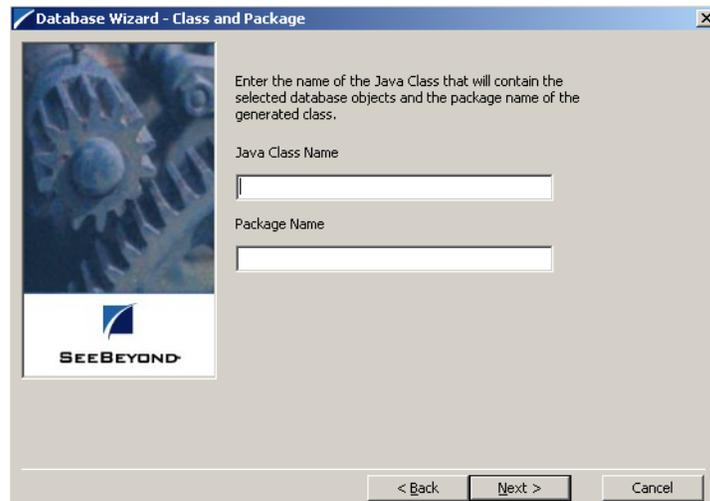 Database Wizard - Class and Package
Enter the name of the Java Class that will contain the
selected database objects and the package name of the
generated class.
Java Class Name
Package Name
SEEBEYOND
< Back
Next >
Cancel